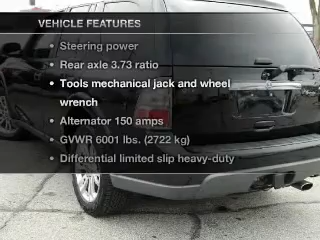 VEHICLE FEATURES
• Steering power
• Rear axle 3.73 ratio
• Tools mechanical jack and wheel
wrench
• Alternator 150 amps
• GVWR 6001 lbs. (2722 kg)
• Differential limited slip heavy-duty